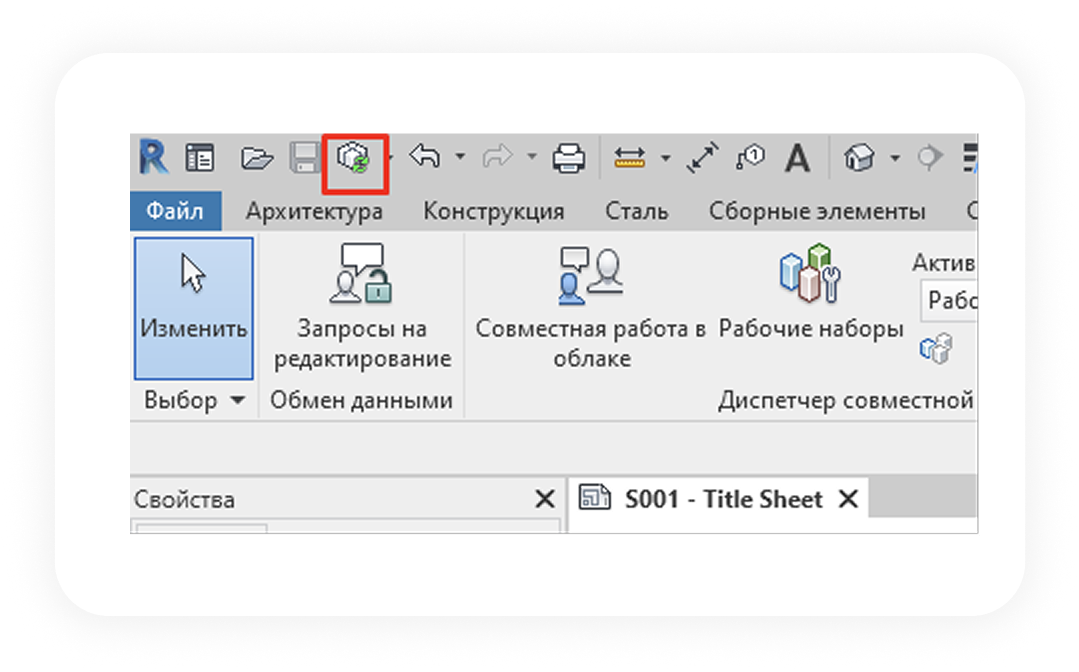 Файл Архитектура Конструкция Сталь Сборные элементы С
Изменить
Запросы на
редактирование
Совместная работа в
облаке
Рабочие наборы
Актив
Рабо
Выбор
Обмен данными
Диспетчер совместной
Свойства
S001 - Title Sheet